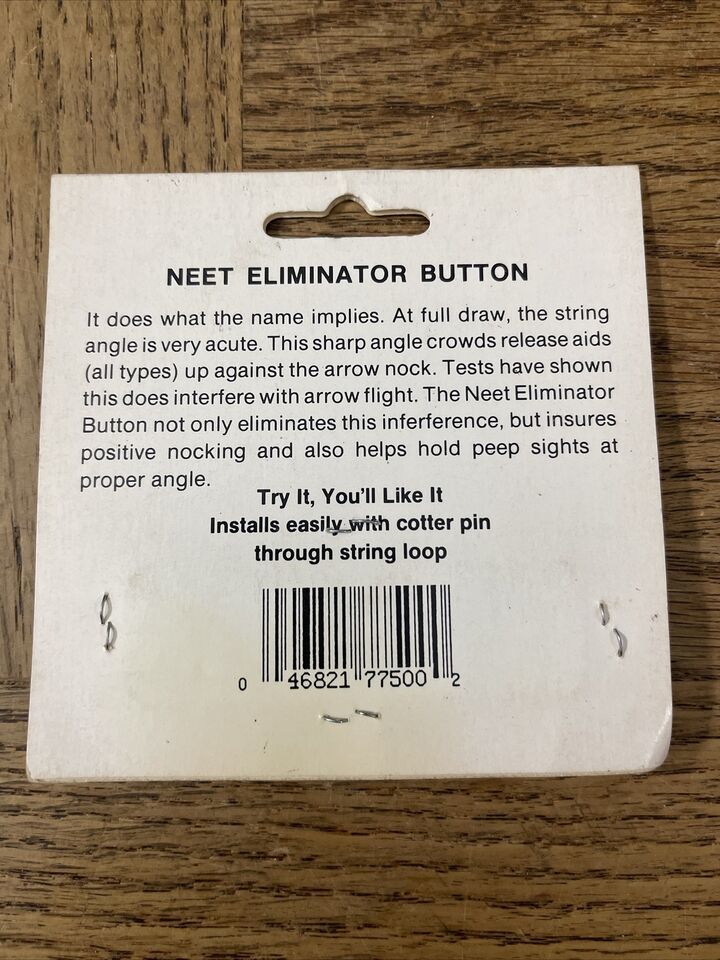 NEET ELIMINATOR BUTTON
It does what the name implies. At full draw, the string
angle is very acute. This sharp angle crowds release aids
(all types) up against the arrow nock. Tests have shown
this does interfere with arrow flight. The Neet Eliminator
Button not only eliminates this inferference, but insures
positive nocking and also helps hold peep sights at
proper angle.
Try It, You'll Like It
Installs easily with cotter pin
through string loop
0 46821 77500 2